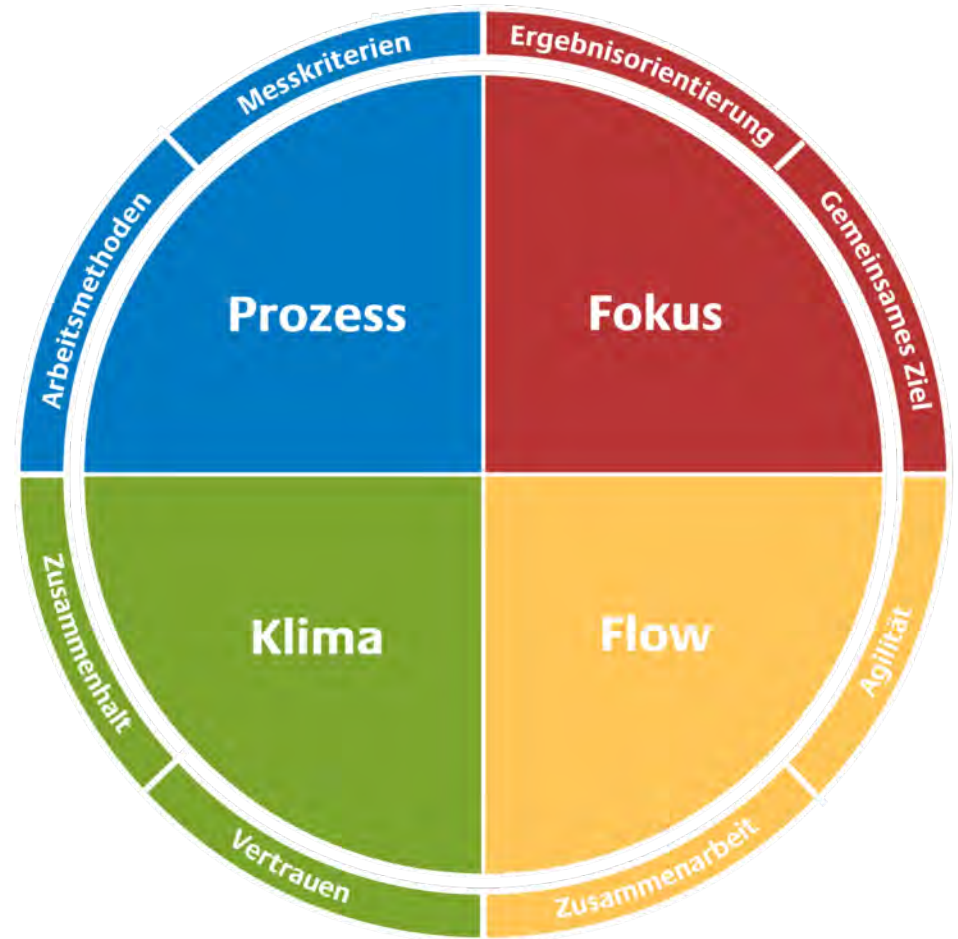 Messkriterien
Ergebnisorientierung
Arbeitsmethoden
Gemeinsames Ziel
Prozess
Fokus
Klima
Flow
Zusammenhalt
Agilität
Vertrauen
Zusammenarbeit